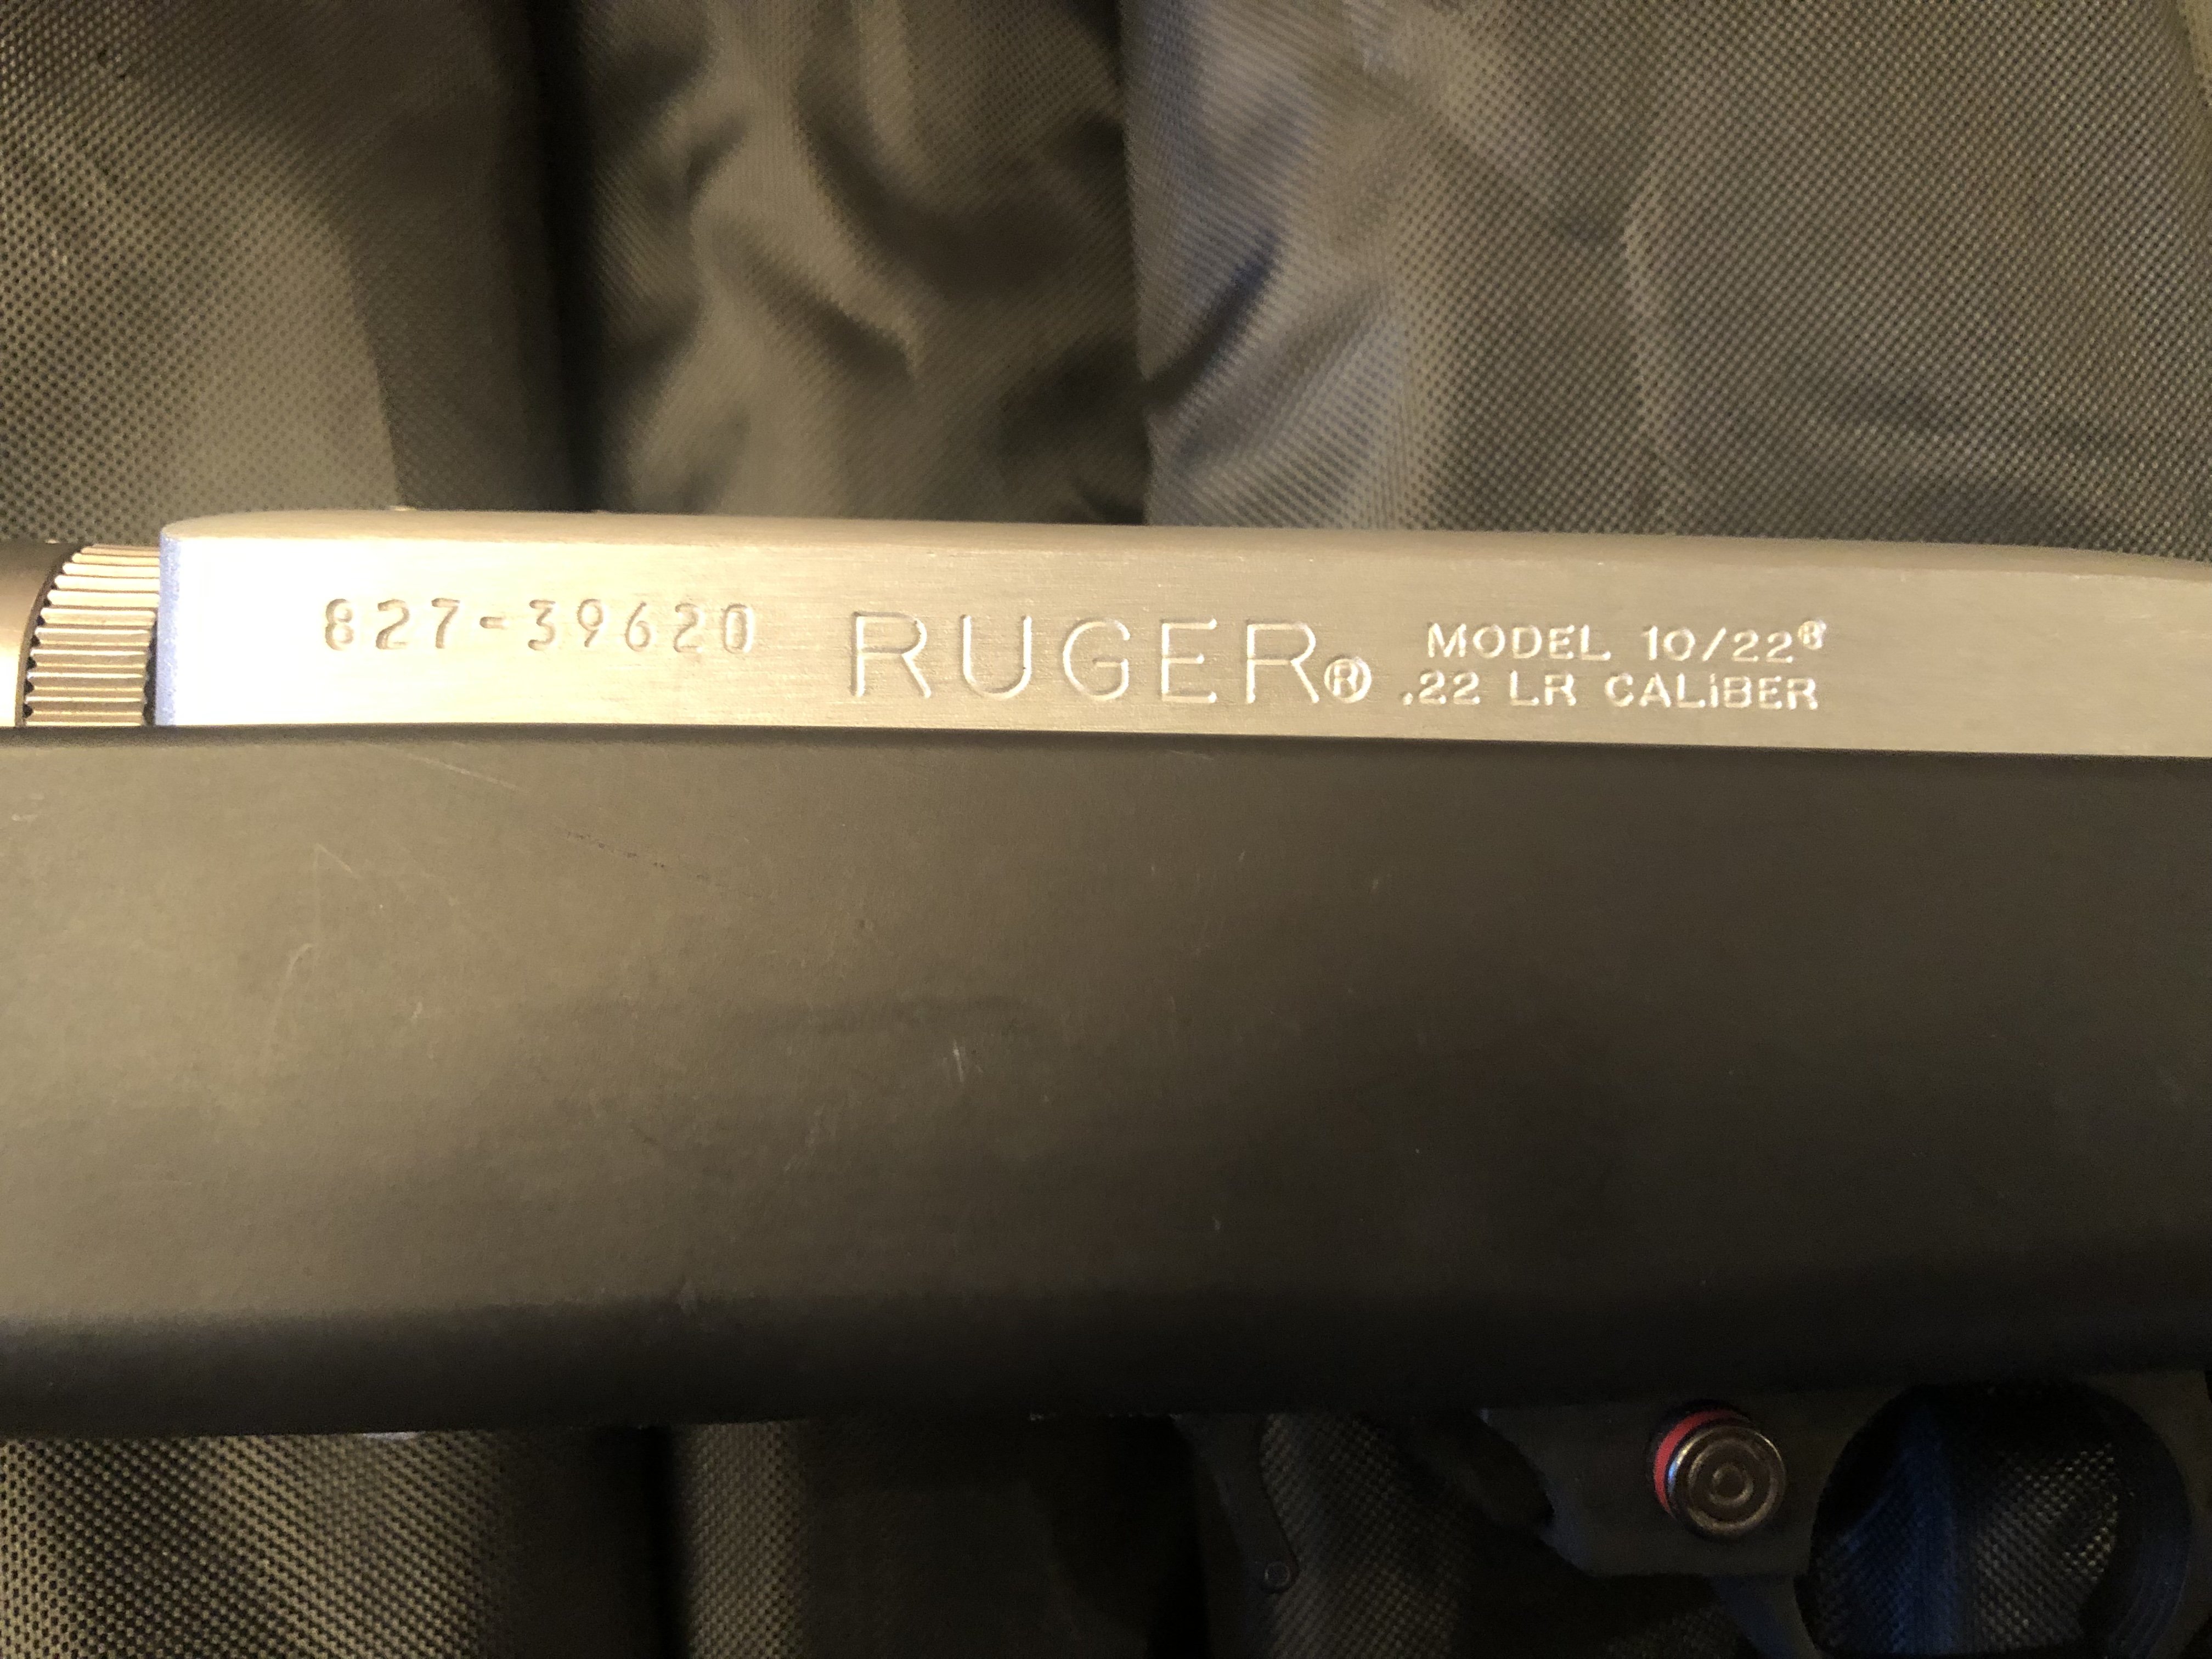 827-39620 RUGER® MODEL 10/22®
.22 LR CALIBER